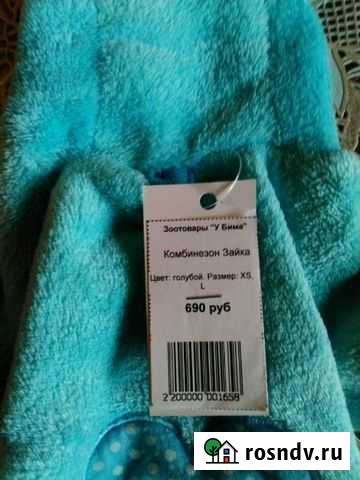 Зоотовары "У Бима"
Комбинезон Зайка
Цвет: голубой. Размер: XS,
L
690 руб
2 200000 001658
rosndv.ru